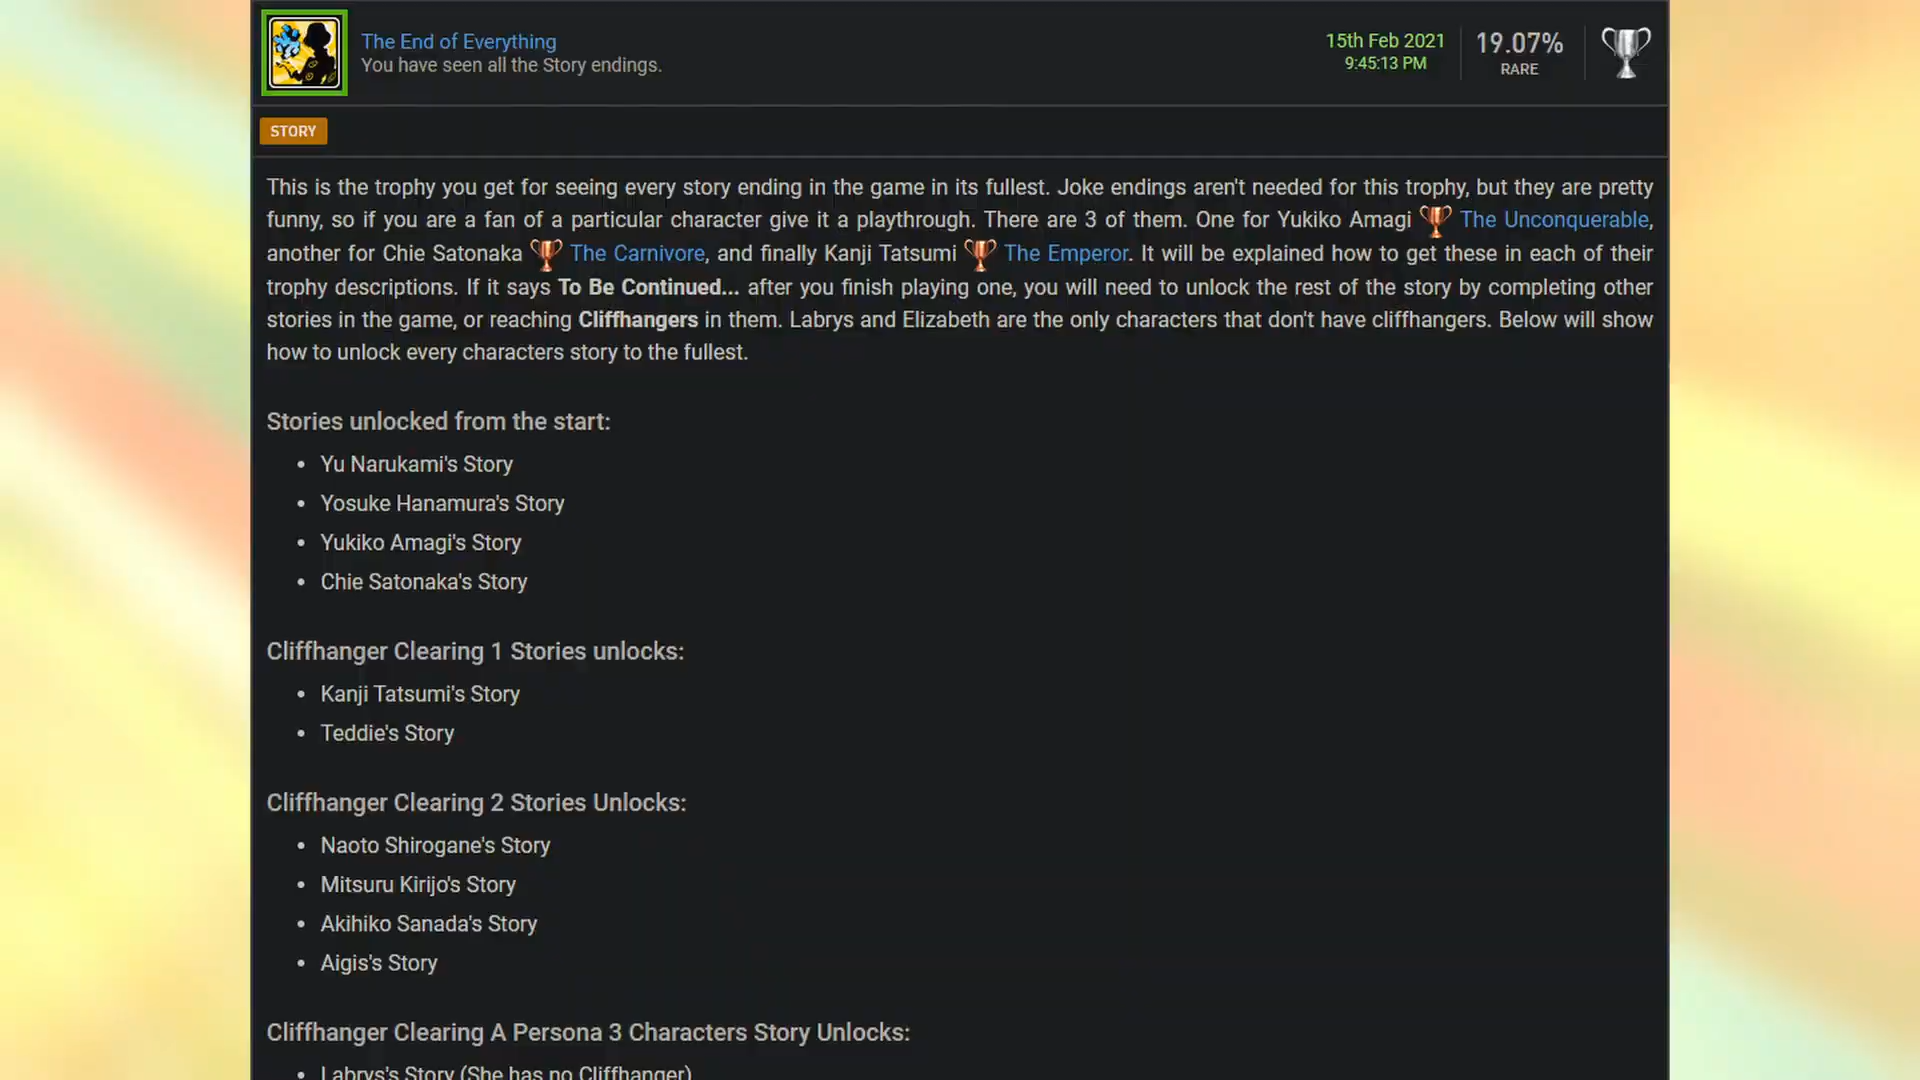 The End of Everything
You have seen all the Story endings.
15th Feb 2021
9:45:13 PM
19.07%
RARE
STORY
This is the trophy you get for seeing every story ending in the game in its fullest. Joke endings aren't needed for this trophy, but they are pretty
funny, so if you are a fan of a particular character give it a playthrough. There are 3 of them. One for Yukiko Amagi The Unconquerable,
another for Chie Satonaka The Carnivore, and finally Kanji Tatsumi The Emperor. It will be explained how to get these in each of their
trophy descriptions. If it says To Be Continued... after you finish playing one, you will need to unlock the rest of the story by completing other
stories in the game, or reaching Cliffhangers in them. Labrys and Elizabeth are the only characters that don't have cliffhangers. Below will show
how to unlock every characters story to the fullest.
Stories unlocked from the start:
• Yu Narukami's Story
• Yosuke Hanamura's Story
• Yukiko Amagi's Story
• Chie Satonaka's Story
Cliffhanger Clearing 1 Stories unlocks:
• Kanji Tatsumi's Story
• Teddie's Story
Cliffhanger Clearing 2 Stories Unlocks:
• Naoto Shirogane's Story
• Mitsuru Kirijo's Story
• Akihiko Sanada's Story
• Aigis's Story
Cliffhanger Clearing A Persona 3 Characters Story Unlocks:
• Labrys's Story (She has no Cliffhanger)